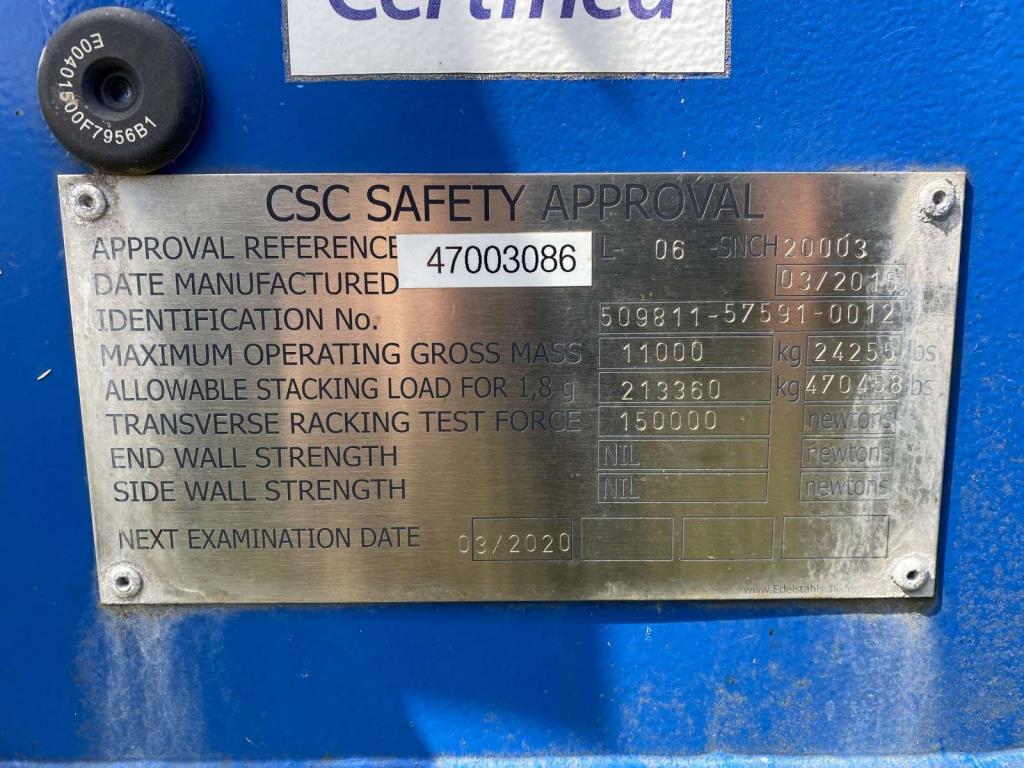 Certified
E00401500F7956B1
CSC SAFETY APPROVAL
APPROVAL REFERENCE 47003086 L- 06 -SNCH 20003
DATE MANUFACTURED 03/2015
IDENTIFICATION No. 509811-57591-0012
MAXIMUM OPERATING GROSS MASS 11000 kg 24255 lbs
ALLOWABLE STACKING LOAD FOR 1,8 g 213360 kg 470458 lbs
TRANSVERSE RACKING TEST FORCE 150000 newtons
END WALL STRENGTH NIL newtons
SIDE WALL STRENGTH NIL newtons
NEXT EXAMINATION DATE 03/2020